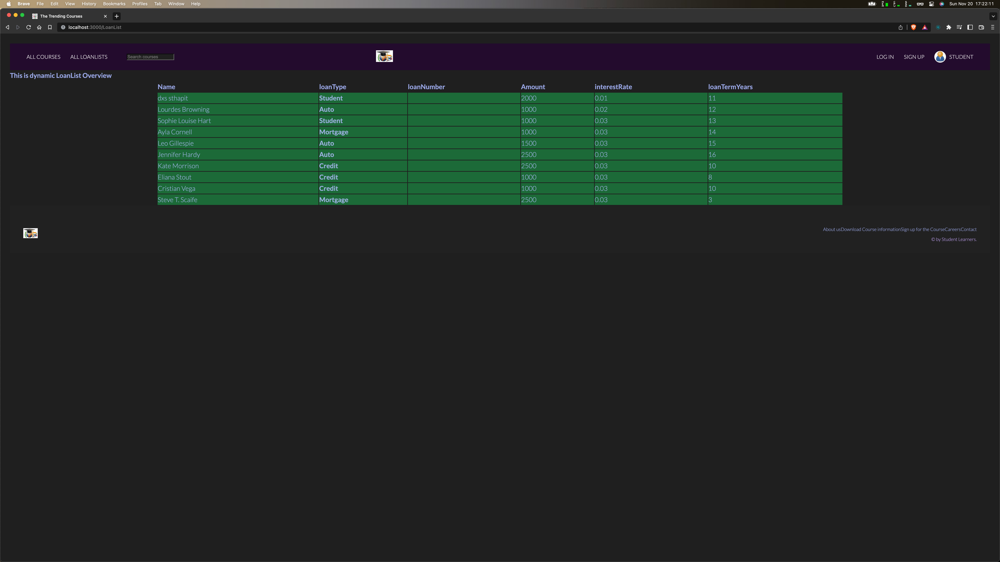 Brave File Edit View History Bookmarks Profiles Tab Window Help MEM CPU SSD Sun Nov 20 17:22:11
The Trending Courses
localhost:3000/LoanList
ALL COURSES ALL LOANLISTS Search courses LOG IN SIGN UP STUDENT
This is dynamic LoanList Overview
Name loanType loanNumber Amount interestRate loanTermYears
dxs sthapit Student 2000 0.01 11
Lourdes Browning Auto 1000 0.02 12
Sophie Louise Hart Student 1000 0.03 13
Ayla Cornell Mortgage 1000 0.03 14
Leo Gillespie Auto 1500 0.03 15
Jennifer Hardy Auto 2500 0.03 16
Kate Morrison Credit 2500 0.03 10
Eliana Stout Credit 1000 0.03 8
Cristian Vega Credit 1000 0.03 10
Steve T. Scaife Mortgage 2500 0.03 3
About usDownload Course informationSign up for the CourseCareersContact
© by Student Learners.